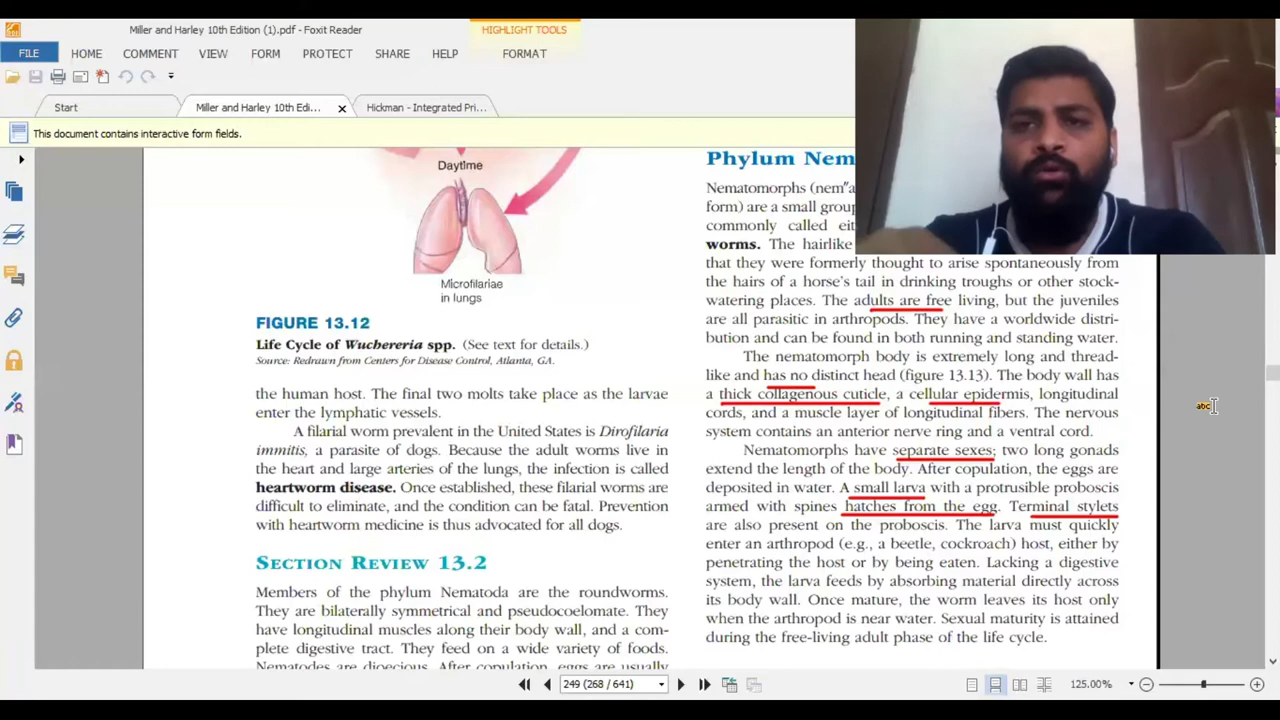 Miller and Harley 10th Edition (1).pdf - Foxit Reader
HIGHLIGHT TOOLS
FILE
HOME
COMMENT
VIEW
FORM
PROTECT
SHARE
HELP
FORMAT
Start
Miller and Harley 10th Edi...
Hickman - Integrated Pri...
This document contains interactive form fields.
Daytime
Microfilariae
in lungs
FIGURE 13.12
Life Cycle of Wuchereria spp. (See text for details.)
Source: Redrawn from Centers for Disease Control, Atlanta, GA.
the human host. The final two molts take place as the larvae
enter the lymphatic vessels.
A filarial worm prevalent in the United States is Dirofilaria
immitis, a parasite of dogs. Because the adult worms live in
the heart and large arteries of the lungs, the infection is called
heartworm disease. Once established, these filarial worms are
difficult to eliminate, and the condition can be fatal. Prevention
with heartworm medicine is thus advocated for all dogs.
SECTION REVIEW 13.2
Members of the phylum Nematoda are the roundworms.
They are bilaterally symmetrical and pseudocoelomate. They
have longitudinal muscles along their body wall, and a com-
plete digestive tract. They feed on a wide variety of foods.
Nematodes are dioecious. After copulation, eggs are usually
Phylum Nem
Nematomorphs (nem"a
form) are a small group
commonly called eit
worms. The hairlike
that they were formerly thought to arise spontaneously from
the hairs of a horse's tail in drinking troughs or other stock-
watering places. The adults are free living, but the juveniles
are all parasitic in arthropods. They have a worldwide distri-
bution and can be found in both running and standing water.
The nematomorph body is extremely long and thread-
like and has no distinct head (figure 13.13). The body wall has
a thick collagenous cuticle, a cellular epidermis, longitudinal
cords, and a muscle layer of longitudinal fibers. The nervous
system contains an anterior nerve ring and a ventral cord.
Nematomorphs have separate sexes; two long gonads
extend the length of the body. After copulation, the eggs are
deposited in water. A small larva with a protrusible proboscis
armed with spines hatches from the egg. Terminal stylets
are also present on the proboscis. The larva must quickly
enter an arthropod (e.g., a beetle, cockroach) host, either by
penetrating the host or by being eaten. Lacking a digestive
system, the larva feeds by absorbing material directly across
its body wall. Once mature, the worm leaves its host only
when the arthropod is near water. Sexual maturity is attained
during the free-living adult phase of the life cycle.
abc
249 (268 / 641)
125.00%